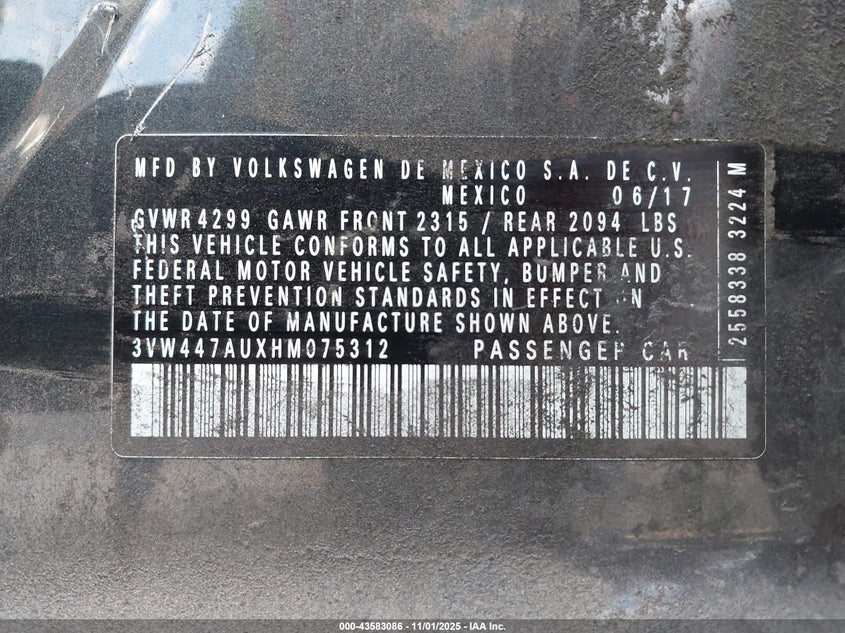 MFD BY VOLKSWAGEN DE MEXICO S.A. DE C.V.
MEXICO 06/17
GVWR 4299 GAWR FRONT 2315 / REAR 2094 LBS
THIS VEHICLE CONFORMS TO ALL APPLICABLE U.S.
FEDERAL MOTOR VEHICLE SAFETY, BUMPER AND
THEFT PREVENTION STANDARDS IN EFFECT ON
THE DATE OF MANUFACTURE SHOWN ABOVE.
3VW447AUXHM075312 PASSENGER CAR
2558338 3224 M
000-43583086 - 11/01/2025 - IAA Inc.